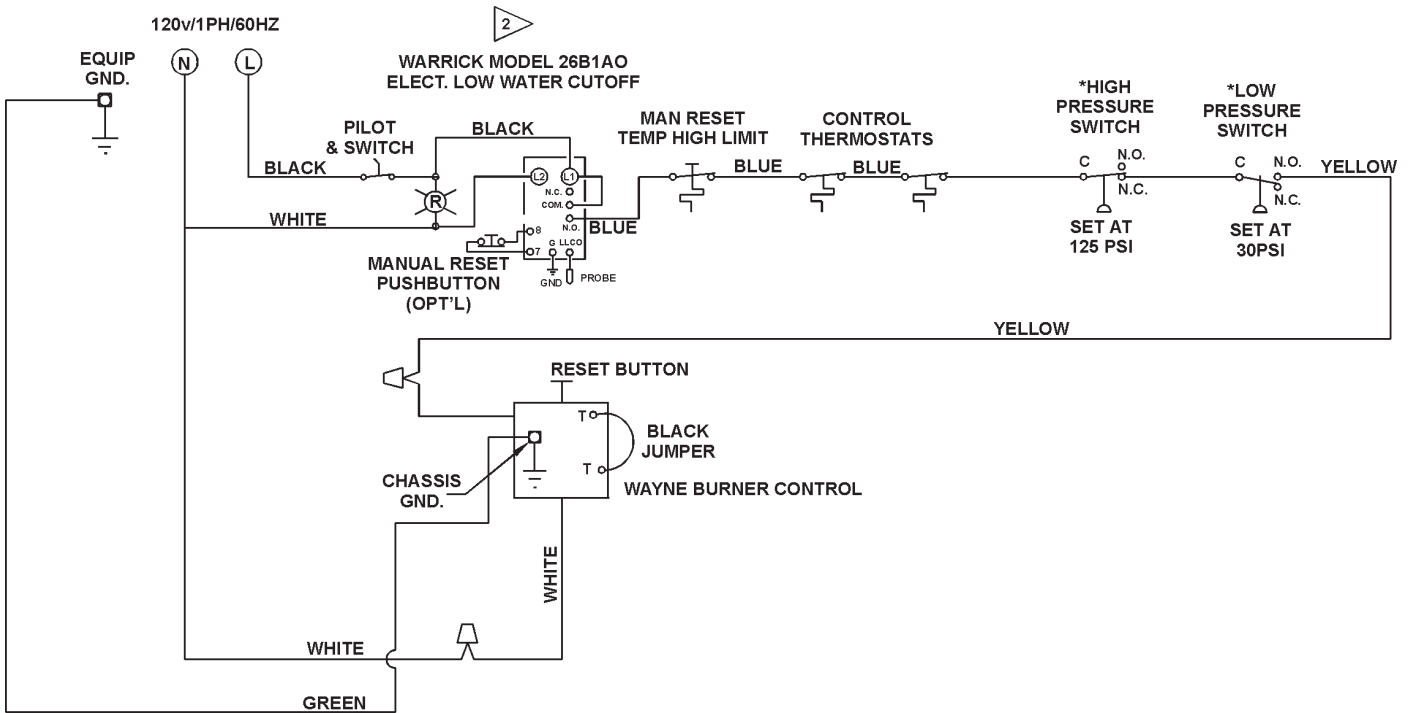 120v/1PH/60HZ
2
EQUIP
GND.
N
L
WARRICK MODEL 26B1AO
ELECT. LOW WATER CUTOFF
PILOT
& SWITCH
BLACK
BLACK
MAN RESET
TEMP HIGH LIMIT
CONTROL
THERMOSTATS
*HIGH
PRESSURE
SWITCH
*LOW
PRESSURE
SWITCH
BLUE
BLUE
C
N.O.
N.C.
C
N.O.
N.C.
YELLOW
SET AT
125 PSI
SET AT
30PSI
WHITE
R
L2
L1
N.C.
COM.
N.O.
BLUE
8
7
G
LLCO
GND
PROBE
MANUAL RESET
PUSHBUTTON
(OPT'L)
YELLOW
RESET BUTTON
T
T
BLACK
JUMPER
CHASSIS
GND.
WAYNE BURNER CONTROL
WHITE
WHITE
GREEN